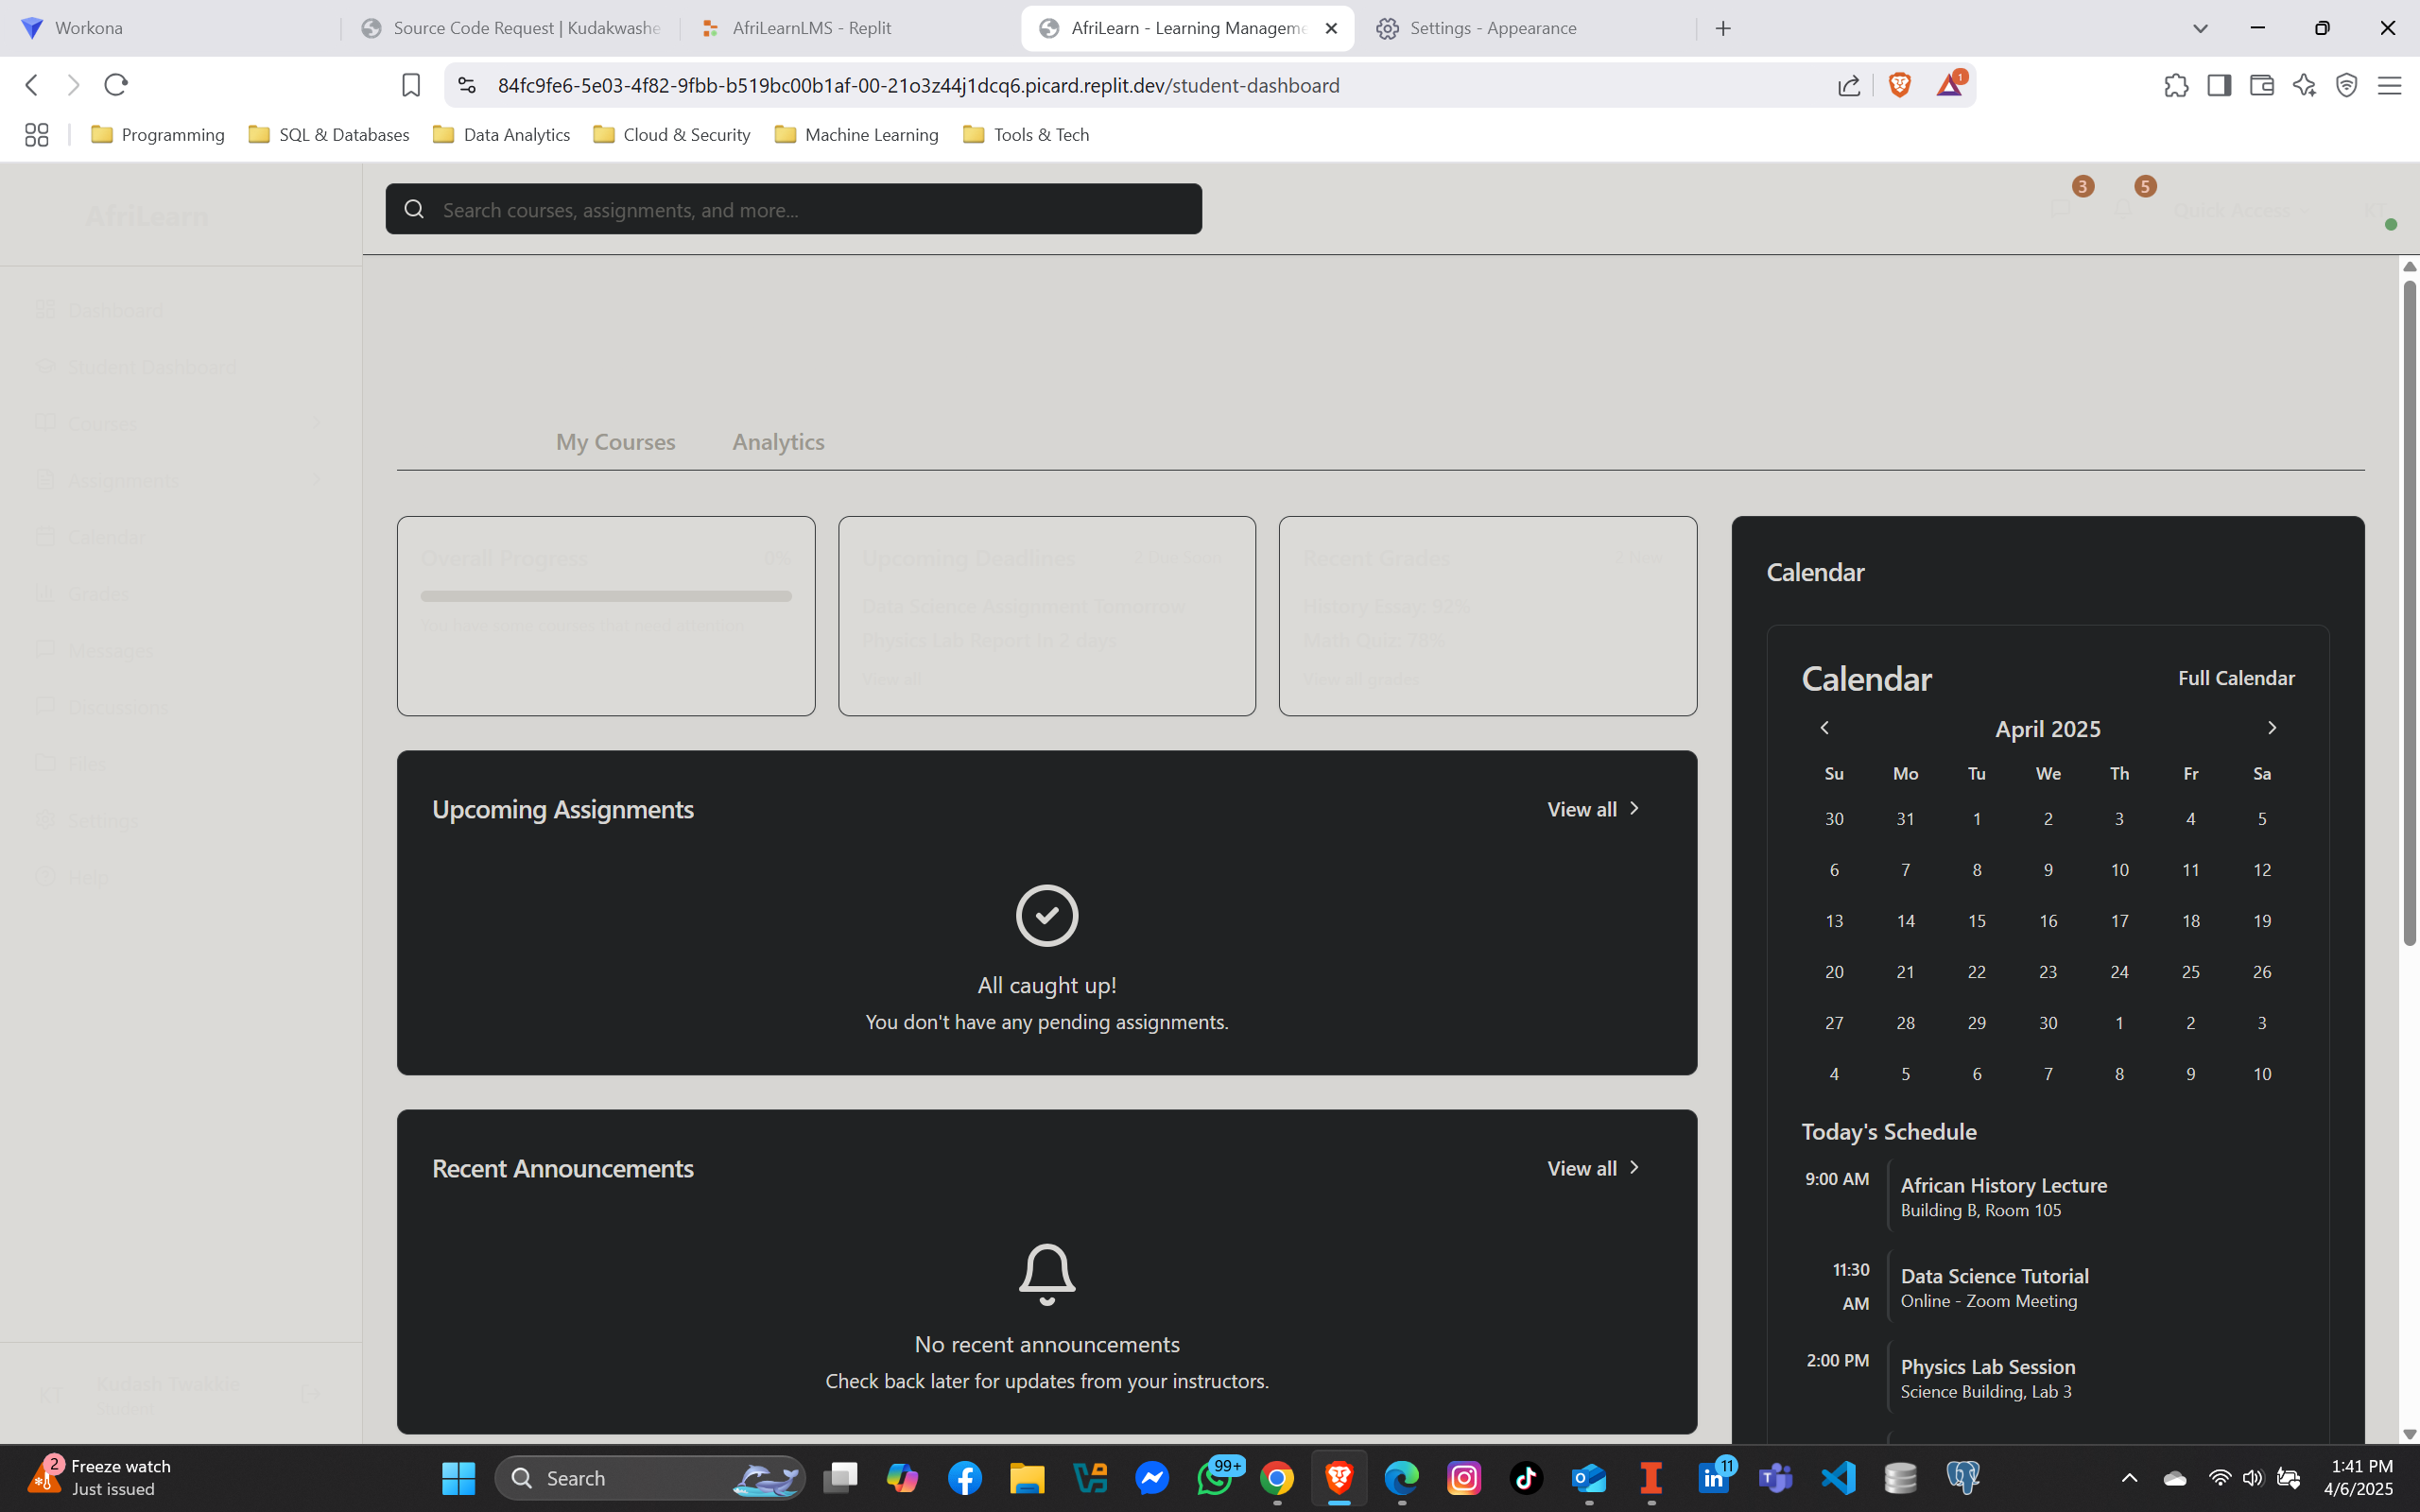 Workona
Source Code Request | Kudakwashe
AfriLearnLMS - Replit
AfriLearn - Learning Manageme
Settings - Appearance
84fc9fe6-5e03-4f82-9fbb-b519bc00b1af-00-21o3z44j1dcq6.picard.replit.dev/student-dashboard
1
Programming
SQL & Databases
Data Analytics
Cloud & Security
Machine Learning
Tools & Tech
AfriLearn
Search courses, assignments, and more...
3
5
Quick Access
KT
Dashboard
Student Dashboard
Courses
Assignments
Calendar
Grades
Messages
Discussions
Files
Settings
Help
Kudash Twekkie
Student
KT
My Courses
Analytics
Overall Progress
0%
You have some courses that need attention
Upcoming Deadlines
2 Due Soon
Data Science Assignment Tomorrow
Physics Lab Report In 2 days
View all
Recent Grades
2 New
History Essay: 92%
Math Quiz: 78%
View all grades
Upcoming Assignments
View all
All caught up!
You don't have any pending assignments.
Recent Announcements
View all
No recent announcements
Check back later for updates from your instructors.
Calendar
Calendar
Full Calendar
April 2025
Su Mo Tu We Th Fr Sa
30 31 1 2 3 4 5
6 7 8 9 10 11 12
13 14 15 16 17 18 19
20 21 22 23 24 25 26
27 28 29 30 1 2 3
4 5 6 7 8 9 10
Today's Schedule
9:00 AM
African History Lecture
Building B, Room 105
11:30
AM
Data Science Tutorial
Online - Zoom Meeting
2:00 PM
Physics Lab Session
Science Building, Lab 3
2
Freeze watch
Just issued
Search
99+
11
1:41 PM
4/6/2025